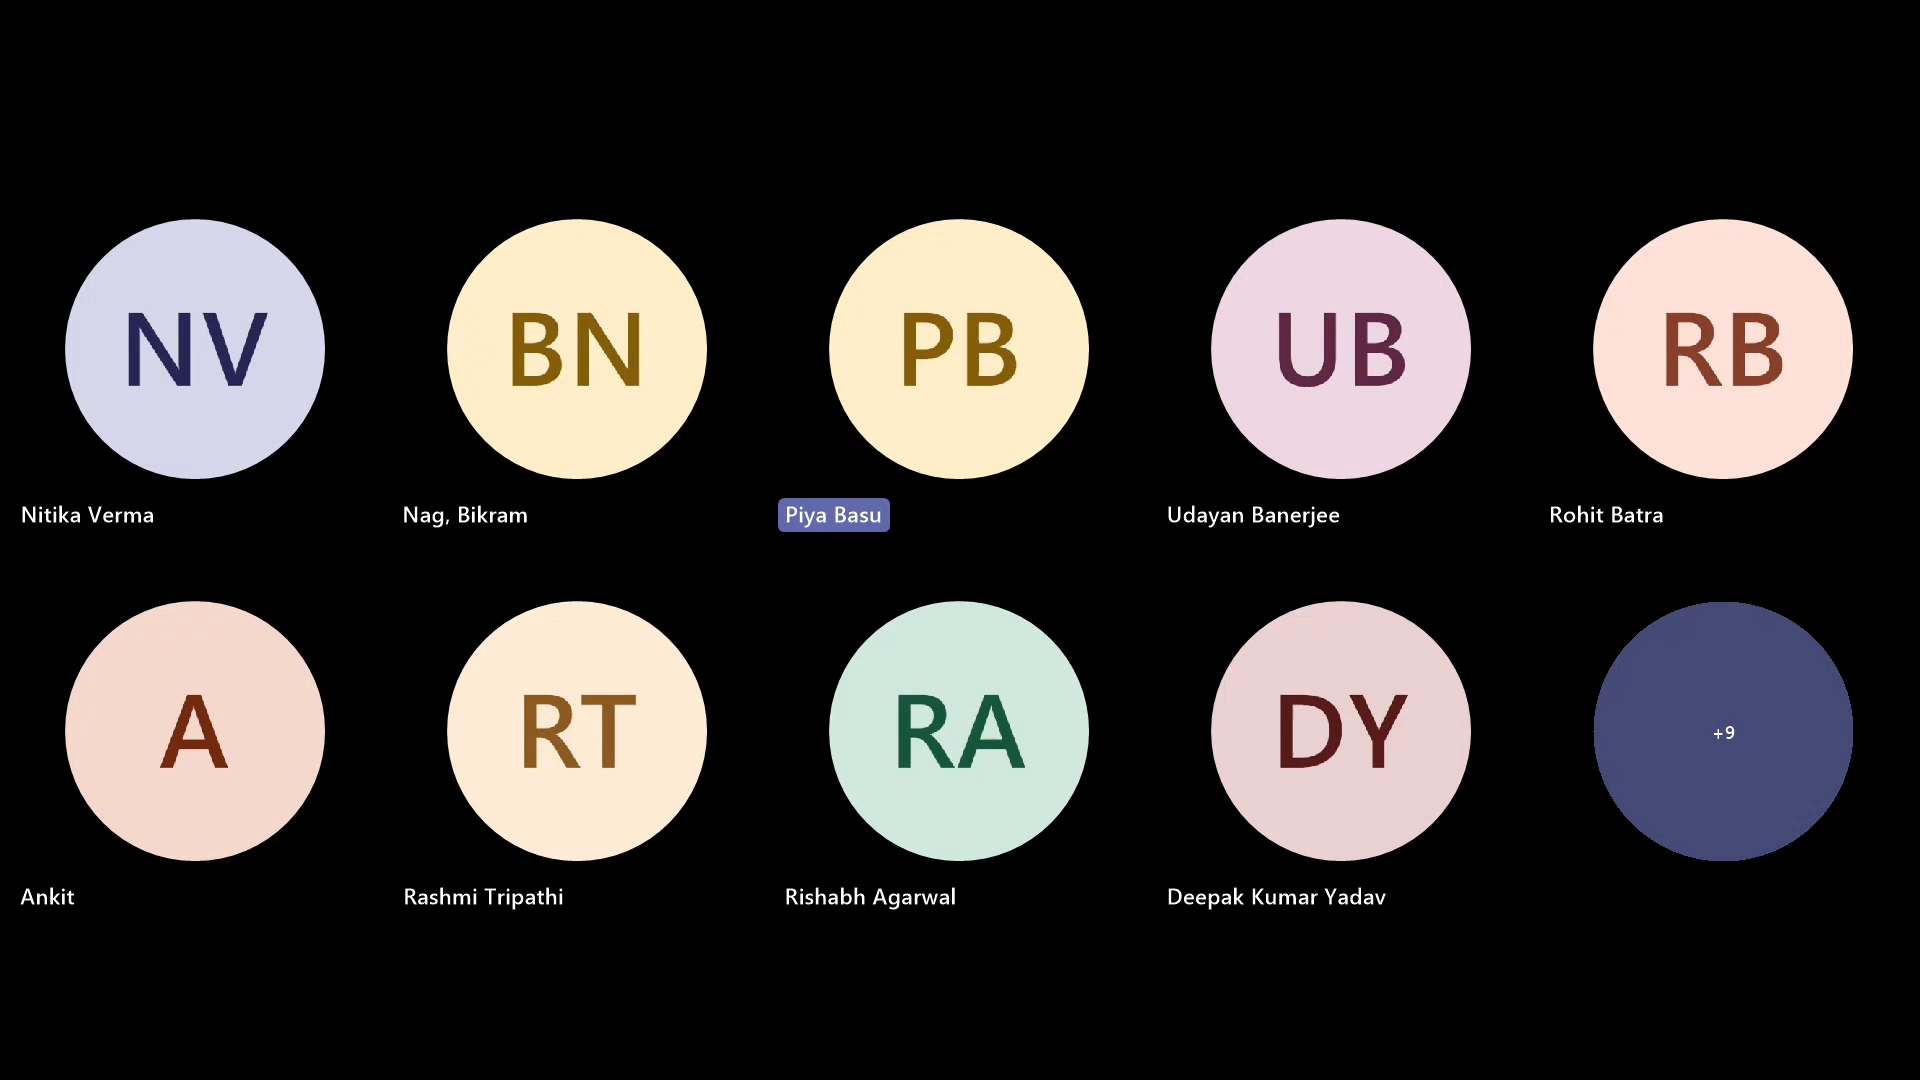 NV
BN
PB
UB
RB
Nitika Verma
Nag, Bikram
Piya Basu
Udayan Banerjee
Rohit Batra
A
RT
RA
DY
+9
Ankit
Rashmi Tripathi
Rishabh Agarwal
Deepak Kumar Yadav